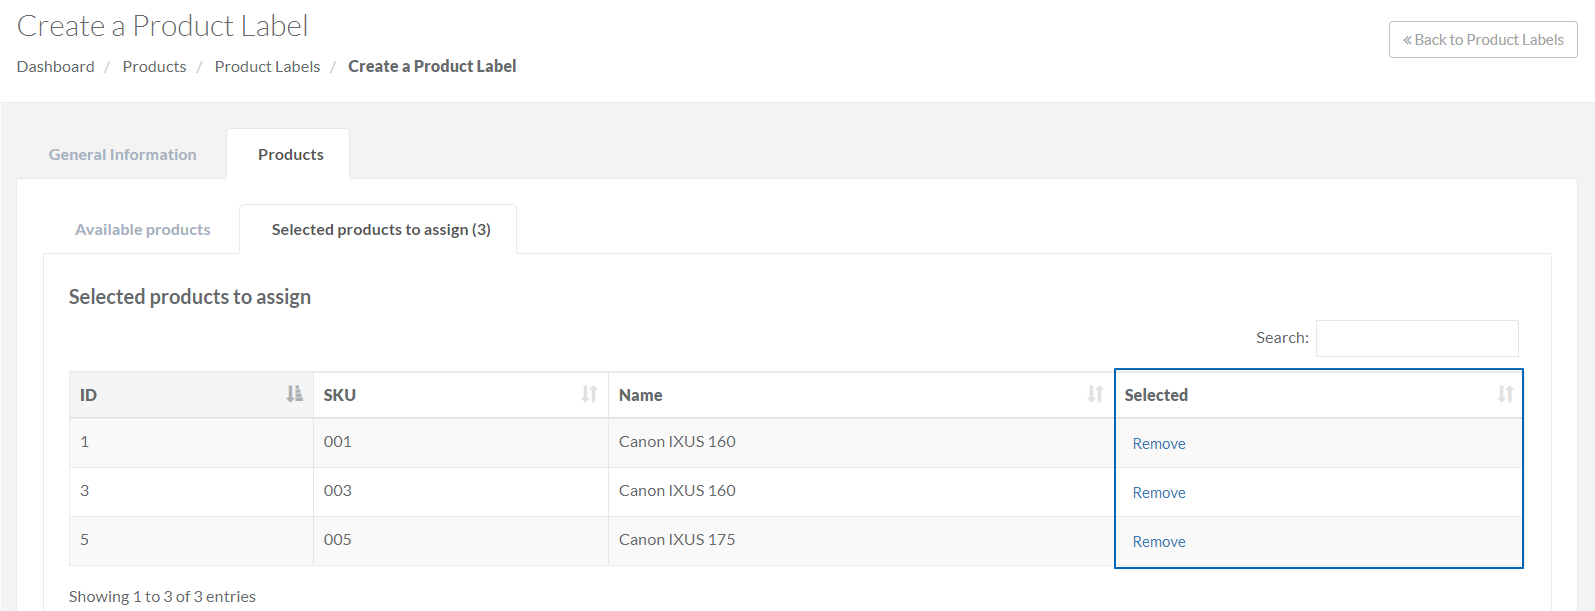 Create a Product Label
« Back to Product Labels
Dashboard / Products / Product Labels / Create a Product Label
General Information Products
Available products Selected products to assign (3)
Selected products to assign
Search:
ID SKU Name Selected
1 001 Canon IXUS 160 Remove
3 003 Canon IXUS 160 Remove
5 005 Canon IXUS 175 Remove
Showing 1 to 3 of 3 entries